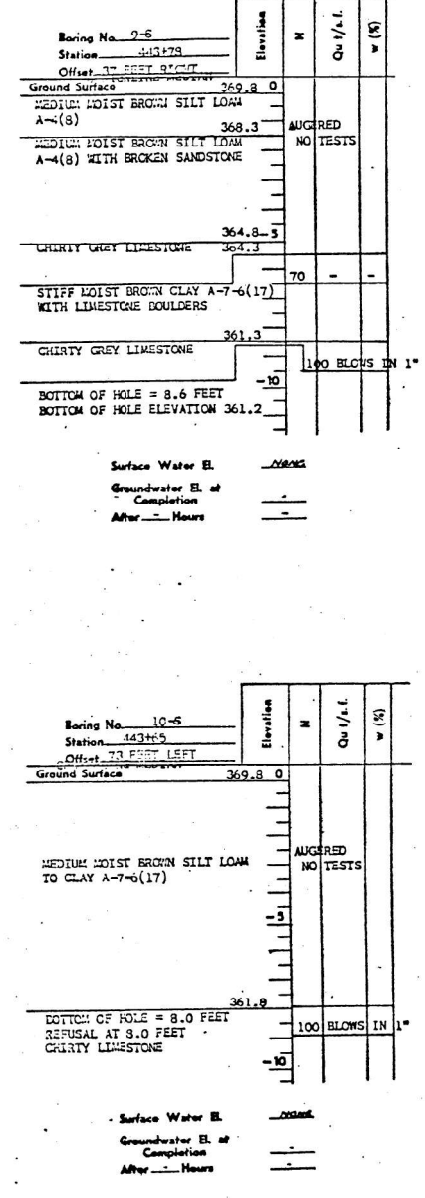 Boring No. 9-6
Station 443+79
Offset 37 FEET RIGHT
Elevation
N
Qu t/s.f.
w (%)
Ground Surface 369.8 0
MEDIUM MOIST BROWN SILT LOAM
A-4(8)
368.3
AUGERED
NO TESTS
MEDIUM MOIST BROWN SILT LOAM
A-4(8) WITH BROKEN SANDSTONE
364.8 -5
CHIRTY GREY LIMESTONE 364.3
70 - -
STIFF MOIST BROWN CLAY A-7-6(17)
WITH LIMESTONE BOULDERS
361.3
CHIRTY GREY LIMESTONE
100 BLOWS IN 1"
-10
BOTTOM OF HOLE = 8.6 FEET
BOTTOM OF HOLE ELEVATION 361.2
Surface Water El. None
Groundwater El. at
Completion -
After - Hours -
Boring No. 10-6
Station 443+65
Offset 73 FEET LEFT
Elevation
N
Qu t/s.f.
w (%)
Ground Surface 369.8 0
AUGERED
NO TESTS
MEDIUM MOIST BROWN SILT LOAM
TO CLAY A-7-6(17)
-5
361.8
BOTTOM OF HOLE = 8.0 FEET
REFUSAL AT 8.0 FEET
CHIRTY LIMESTONE
100 BLOWS IN 1"
-10
Surface Water El. None
Groundwater El. at
Completion -
After - Hours -